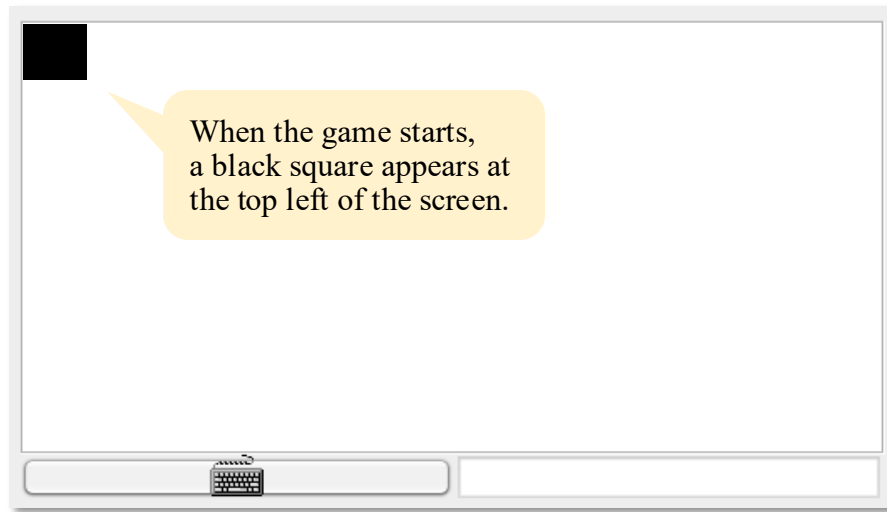 When the game starts,
a black square appears at
the top left of the screen.